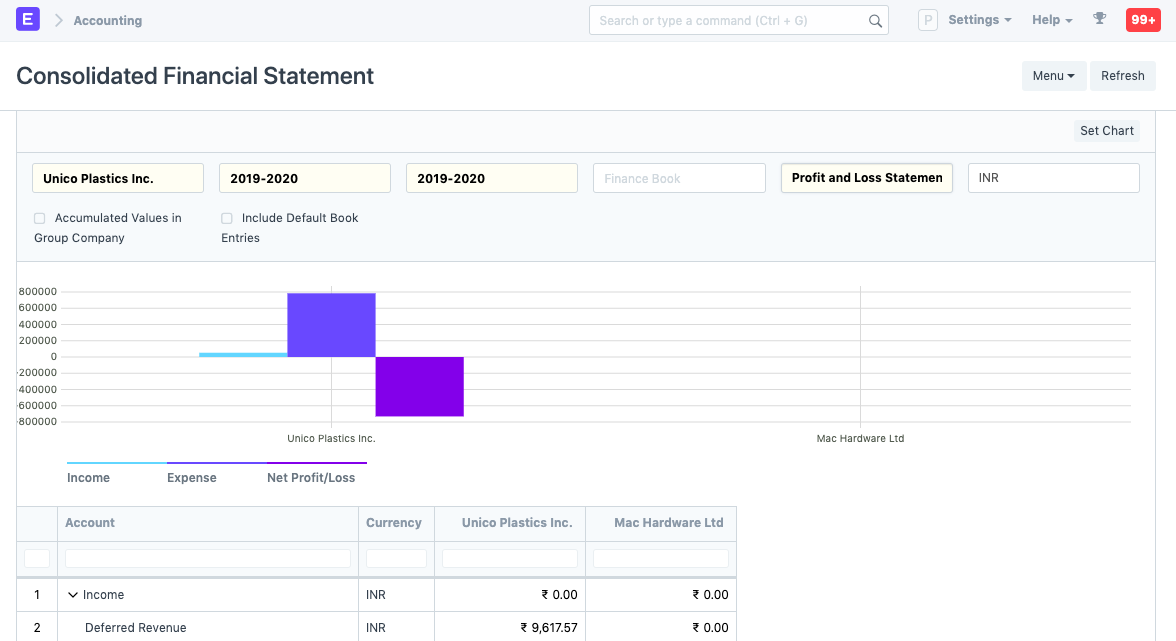 E Accounting Search or type a command (Ctrl + G) P Settings Help 99+
Consolidated Financial Statement Menu Refresh
Set Chart
Unico Plastics Inc. 2019-2020 2019-2020 Finance Book Profit and Loss Statemen INR
Accumulated Values in Group Company
Include Default Book Entries
800000
600000
400000
200000
0
-200000
-400000
-600000
-800000
Unico Plastics Inc. Mac Hardware Ltd
Income Expense Net Profit/Loss
Account Currency Unico Plastics Inc. Mac Hardware Ltd
1 Income INR ₹ 0.00 ₹ 0.00
2 Deferred Revenue INR ₹ 9,617.57 ₹ 0.00